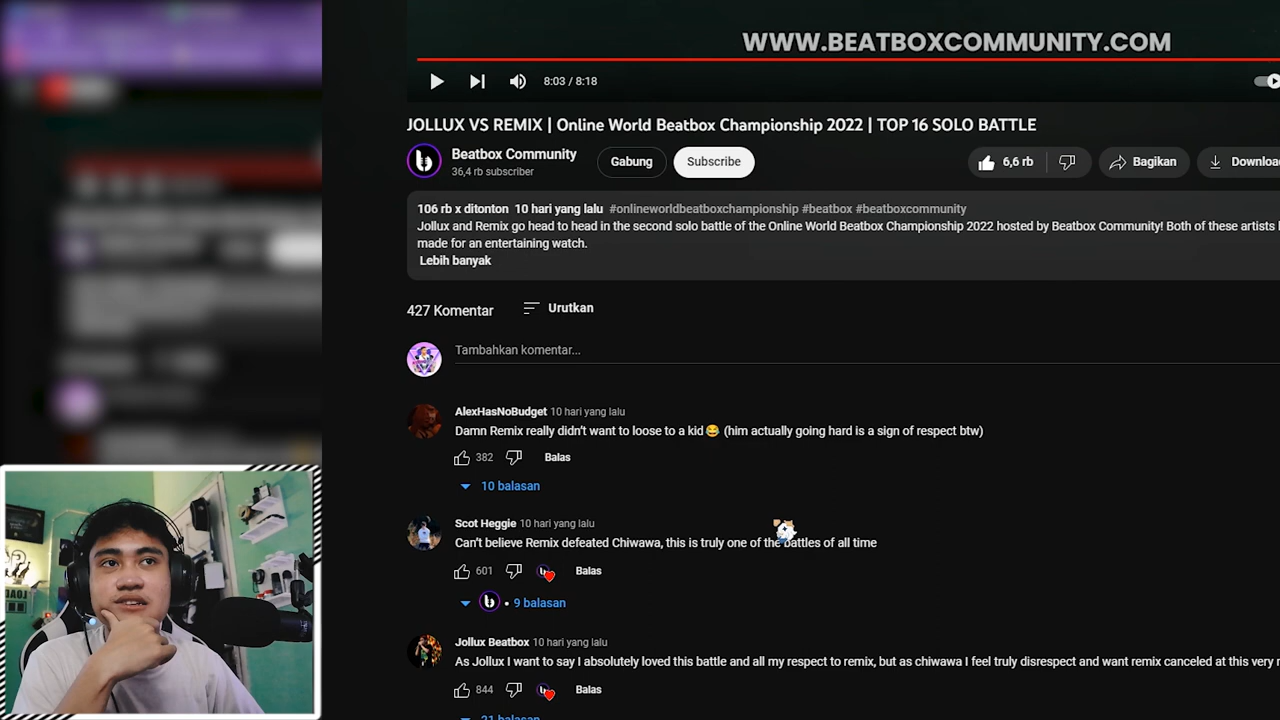 WWW.BEATBOXCOMMUNITY.COM
8:03 / 8:18
JOLLUX VS REMIX | Online World Beatbox Championship 2022 | TOP 16 SOLO BATTLE
Beatbox Community
36,4 rb subscriber
Gabung
Subscribe
6,6 rb
Bagikan
Downloa
106 rb x ditonton 10 hari yang lalu #onlineworldbeatboxchampionship #beatbox #beatboxcommunity
Jollux and Remix go head to head in the second solo battle of the Online World Beatbox Championship 2022 hosted by Beatbox Community! Both of these artists
made for an entertaining watch.
Lebih banyak
427 Komentar
Urutkan
Tambahkan komentar...
AlexHasNoBudget 10 hari yang lalu
Damn Remix really didn't want to loose to a kid😂 (him actually going hard is a sign of respect btw)
382 Balas
10 balasan
Scot Heggie 10 hari yang lalu
Can't believe Remix defeated Chiwawa, this is truly one of the battles of all time
601 Balas
9 balasan
Jollux Beatbox 10 hari yang lalu
As Jollux I want to say I absolutely loved this battle and all my respect to remix, but as chiwawa I feel truly disrespect and want remix canceled at this very
844 Balas
21 balasan